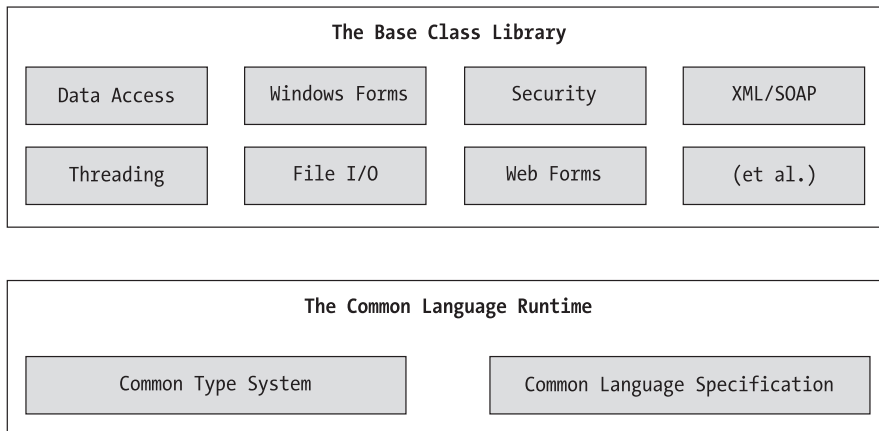 The Base Class Library
Data Access
Windows Forms
Security
XML/SOAP
Threading
File I/O
Web Forms
(et al.)
The Common Language Runtime
Common Type System
Common Language Specification